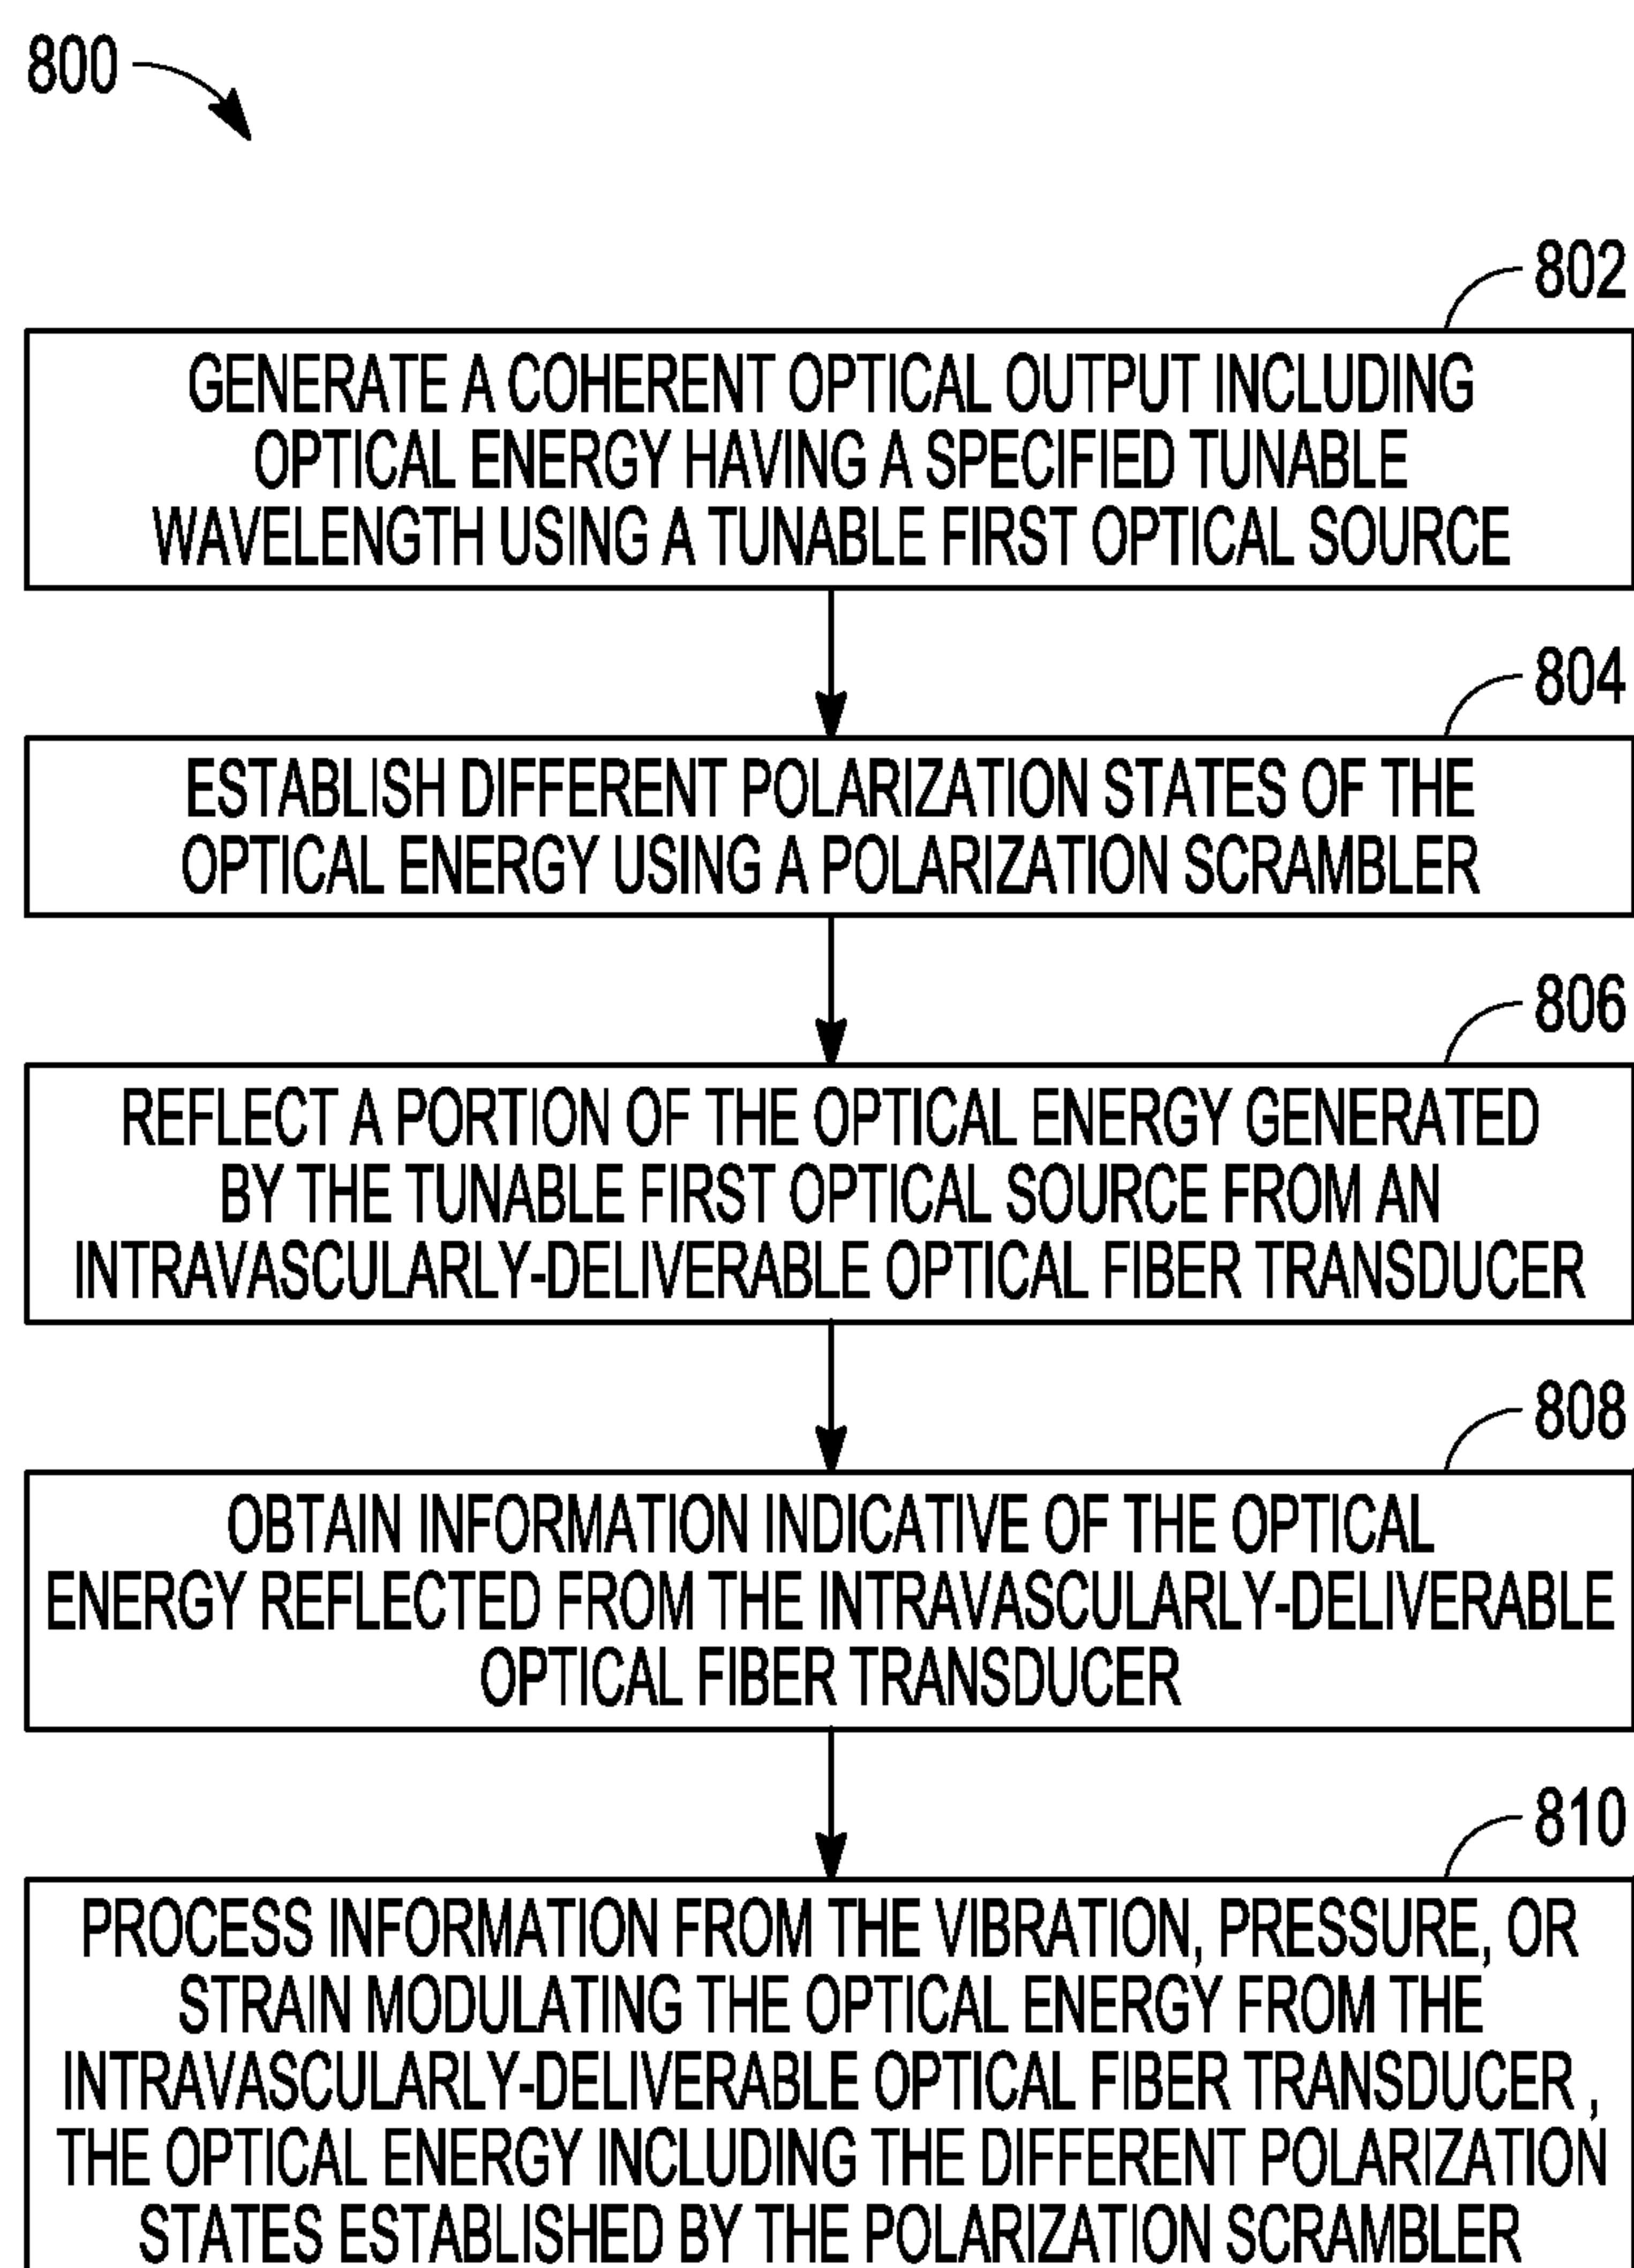 800
802
GENERATE A COHERENT OPTICAL OUTPUT INCLUDING
OPTICAL ENERGY HAVING A SPECIFIED TUNABLE
WAVELENGTH USING A TUNABLE FIRST OPTICAL SOURCE
804
ESTABLISH DIFFERENT POLARIZATION STATES OF THE
OPTICAL ENERGY USING A POLARIZATION SCRAMBLER
806
REFLECT A PORTION OF THE OPTICAL ENERGY GENERATED
BY THE TUNABLE FIRST OPTICAL SOURCE FROM AN
INTRAVASCULARLY-DELIVERABLE OPTICAL FIBER TRANSDUCER
808
OBTAIN INFORMATION INDICATIVE OF THE OPTICAL
ENERGY REFLECTED FROM THE INTRAVASCULARLY-DELIVERABLE
OPTICAL FIBER TRANSDUCER
810
PROCESS INFORMATION FROM THE VIBRATION, PRESSURE, OR
STRAIN MODULATING THE OPTICAL ENERGY FROM THE
INTRAVASCULARLY-DELIVERABLE OPTICAL FIBER TRANSDUCER ,
THE OPTICAL ENERGY INCLUDING THE DIFFERENT POLARIZATION
STATES ESTABLISHED BY THE POLARIZATION SCRAMBLER